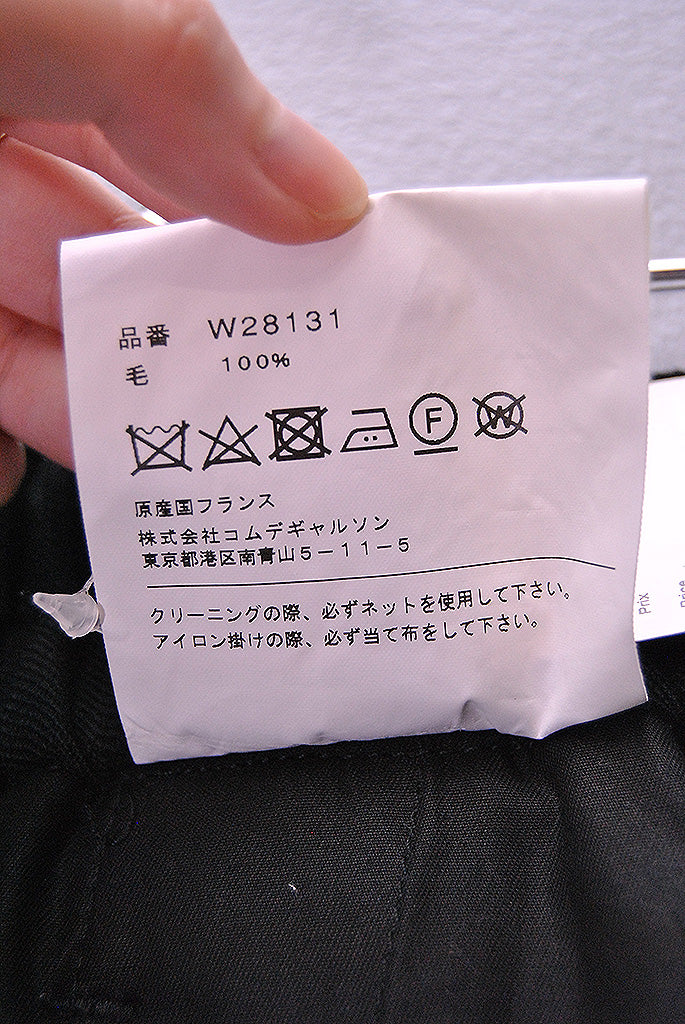 品番 W28131
毛 100%
F W
原産国フランス
株式会社コムデギャルソン
東京都港区南青山5-11-5
クリーニングの際、必ずネットを使用して下さい。
アイロン掛けの際、必ず当て布をして下さい。
Prix
Price